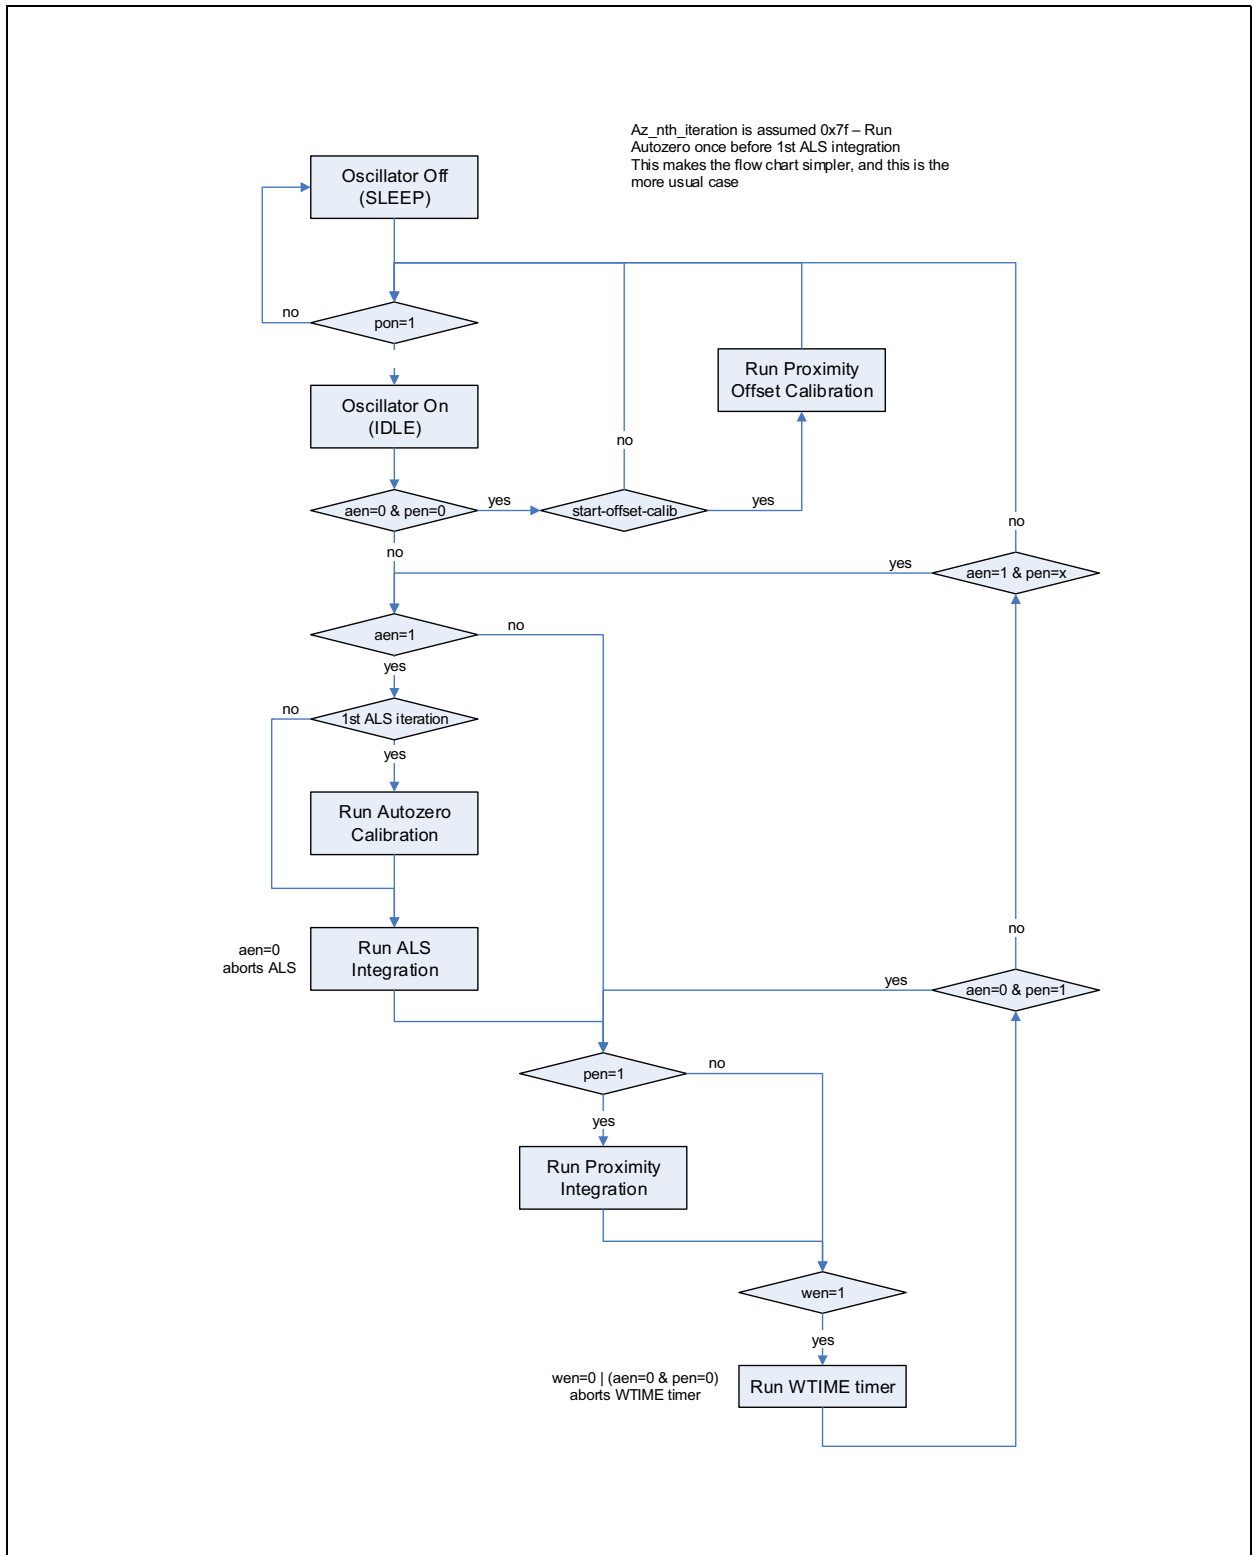 Az_nth_iteration is assumed 0x7f – Run
Autozero once before 1st ALS integration
This makes the flow chart simpler, and this is the
more usual case
Oscillator Off
(SLEEP)
no
pon=1
Run Proximity
Offset Calibration
Oscillator On
(IDLE)
no
aen=0 & pen=0
yes
start-offset-calib
yes
no
no
yes
aen=1 & pen=x
aen=1
no
yes
no
1st ALS iteration
yes
Run Autozero
Calibration
no
aen=0
aborts ALS
Run ALS
Integration
yes
aen=0 & pen=1
pen=1
no
yes
Run Proximity
Integration
wen=1
yes
wen=0 | (aen=0 & pen=0)
aborts WTIME timer
Run WTIME timer